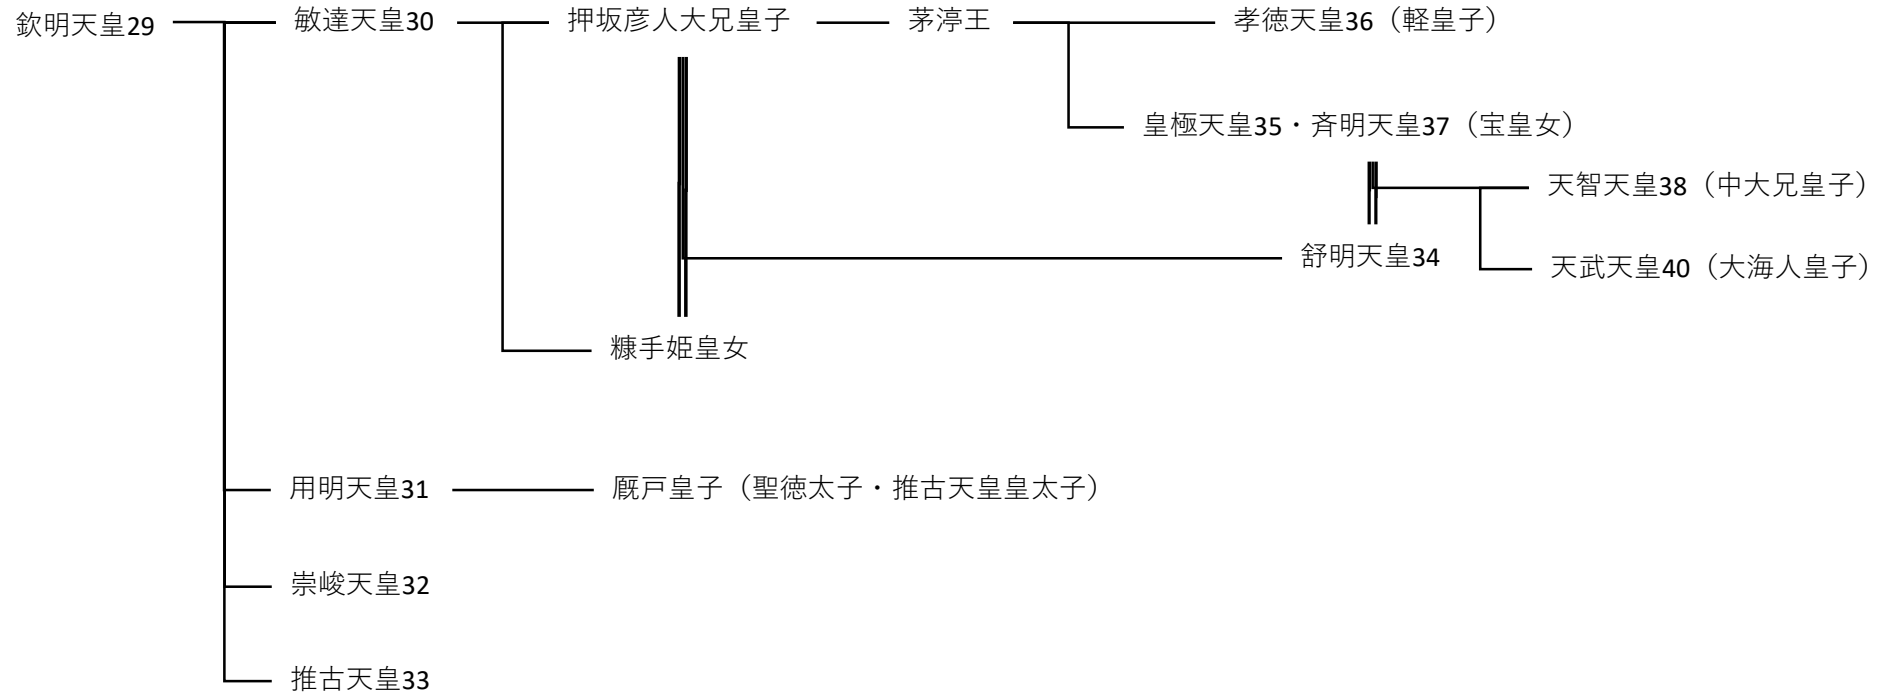 欽明天皇29
敏達天皇30
押坂彦人大兄皇子
茅渟王
孝徳天皇36（軽皇子）
皇極天皇35・斉明天皇37（宝皇女）
天智天皇38（中大兄皇子）
舒明天皇34
天武天皇40（大海人皇子）
糠手姫皇女
用明天皇31
厩戸皇子（聖徳太子・推古天皇皇太子）
崇峻天皇32
推古天皇33